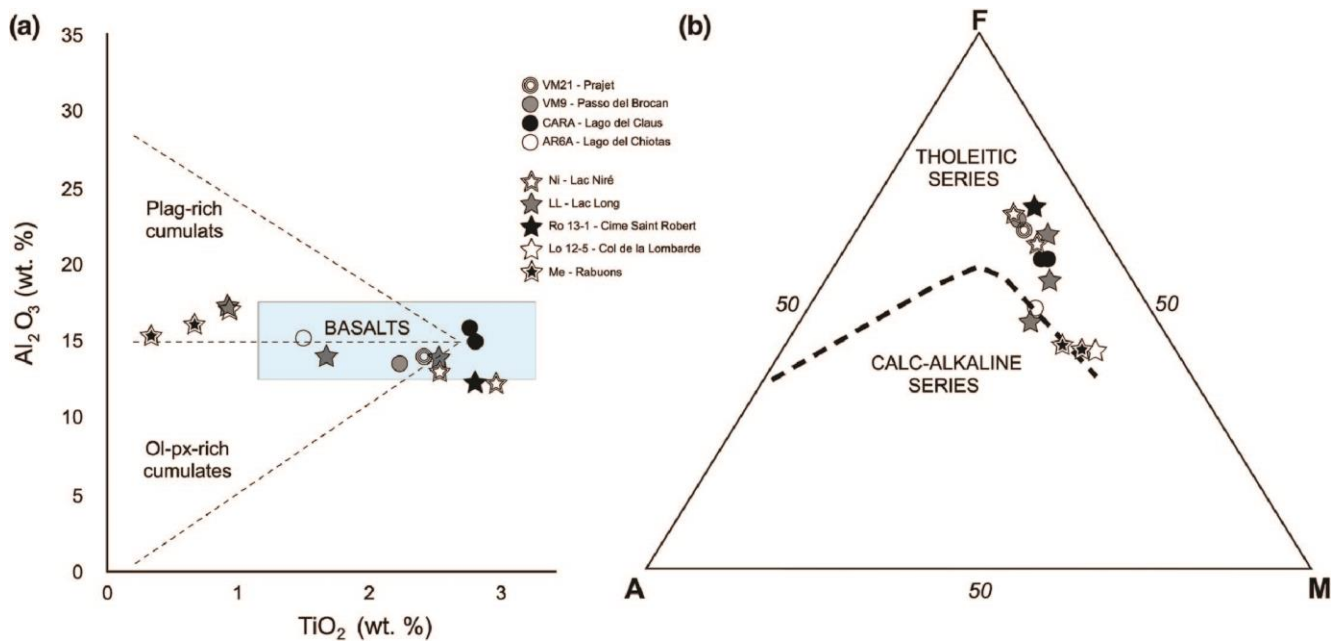 (a)
35
30
25
20
15
10
5
0
Al2O3 (wt. %)
0
1
2
3
TiO2 (wt. %)
Plag-rich
cumulats
BASALTS
Ol-px-rich
cumulates
VM21 - Prajet
VM9 - Passo del Brocan
CARA - Lago del Claus
AR6A - Lago del Chiotas
Ni - Lac Niré
LL - Lac Long
Ro 13-1 - Cime Saint Robert
Lo 12-5 - Col de la Lombarde
Me - Rabuons
(b)
F
THOLEITIC
SERIES
50
50
CALC-ALKALINE
SERIES
A
50
M